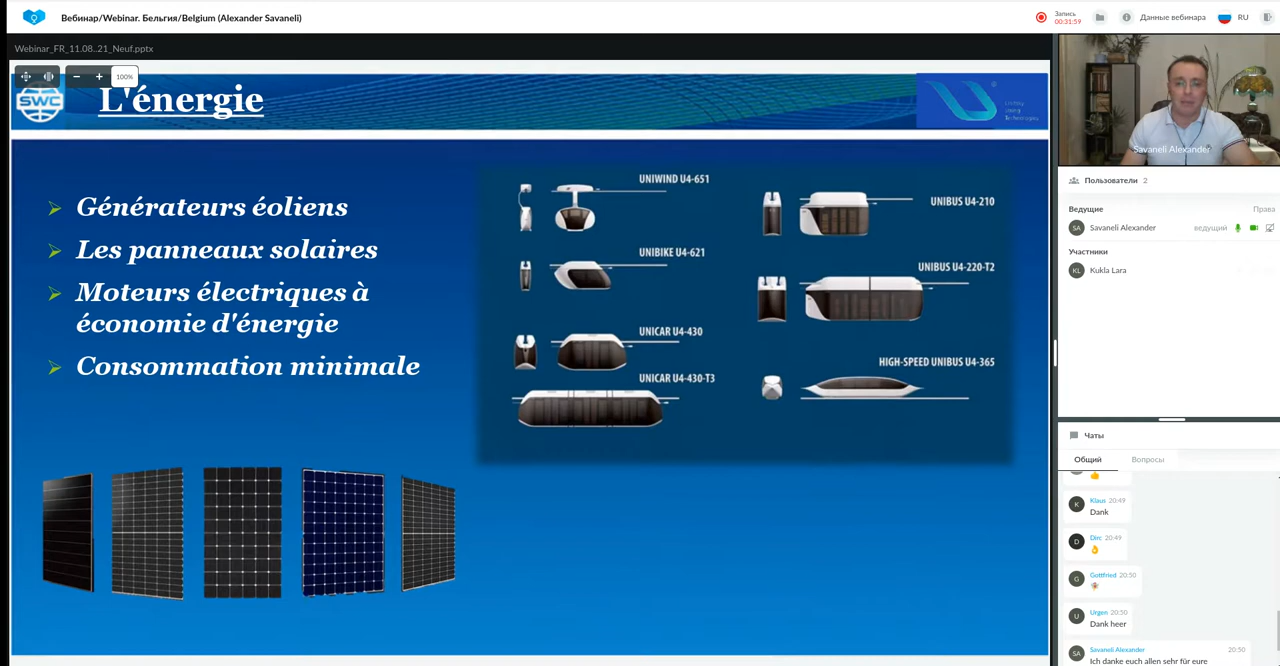 Вебинар/Webinar. Бельгия/Belgium (Alexander Savaneli)
Запись
00:31:59
Данные вебинара
RU
Webinar_FR_11.08..21_Neuf.pptx
100%
SWC
L'énergie
Générateurs éoliens
Les panneaux solaires
Moteurs électriques à
économie d'énergie
Consommation minimale
UNIWIND U4-651
UNIBIKE U4-621
UNICAR U4-430
UNICAR U4-430-T3
UNIBUS U4-210
UNIBUS U4-220-T2
HIGH-SPEED UNIBUS U4-365
Savaneli Alexander
Пользователи 2
Ведущие Права
SA Savaneli Alexander ведущий
Участники
KL Kukla Lara
Чаты
Общий Вопросы
K Klaus 20:49
Dank
D Dirc 20:49
G Gottfried 20:50
U Urgen 20:50
Dank heer
SA Savaneli Alexander 20:50
Ich danke euch allen sehr für eure